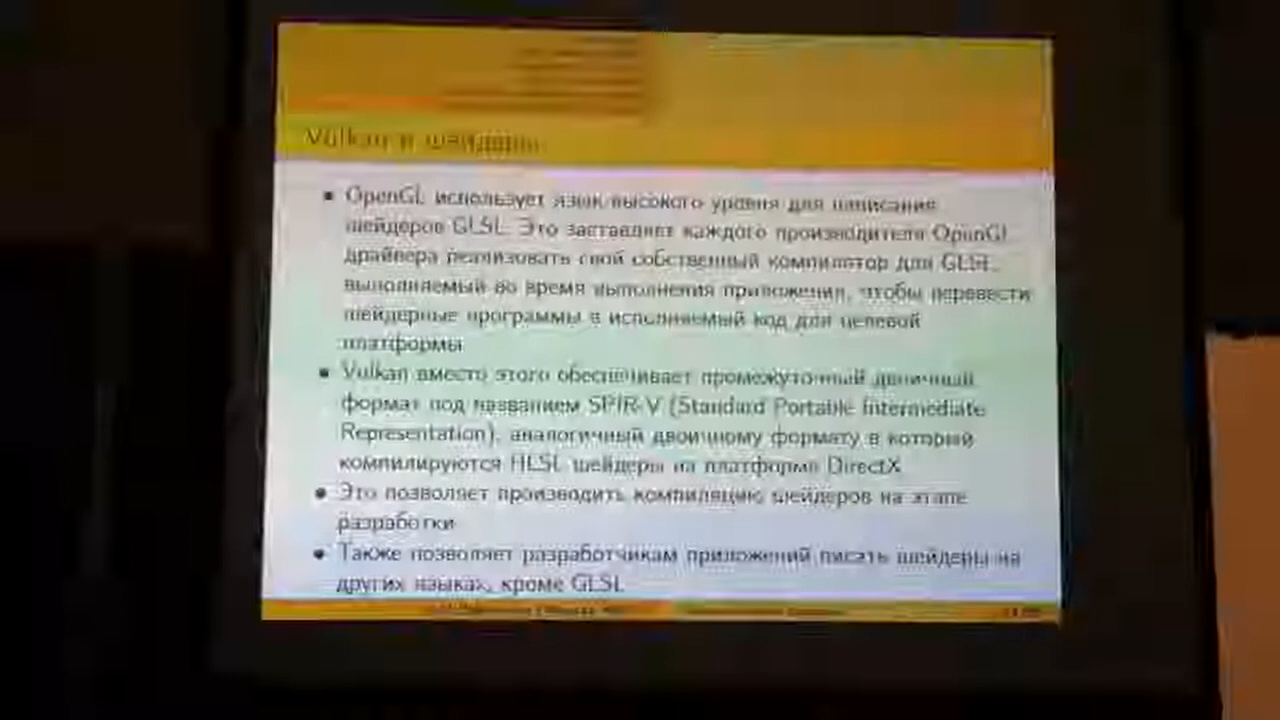 Vulkan и шейдеры
OpenGL использует язык высокого уровня для написания
шейдеров GLSL. Это заставляет каждого производителя OpenGL
драйвера реализовать свой собственный компилятор для GLSL,
выполняемый во время выполнения приложения, чтобы перевести
шейдерные программы в исполняемый код для целевой
платформы
Vulkan вместо этого обеспечивает промежуточный двоичный
формат под названием SPIR-V (Standard Portable Intermediate
Representation), аналогичный двоичному формату в который
компилируются HLSL шейдеры на платформе DirectX
Это позволяет производить компиляцию шейдеров на этапе
разработки
Также позволяет разработчикам приложений писать шейдеры на
других языках, кроме GLSL